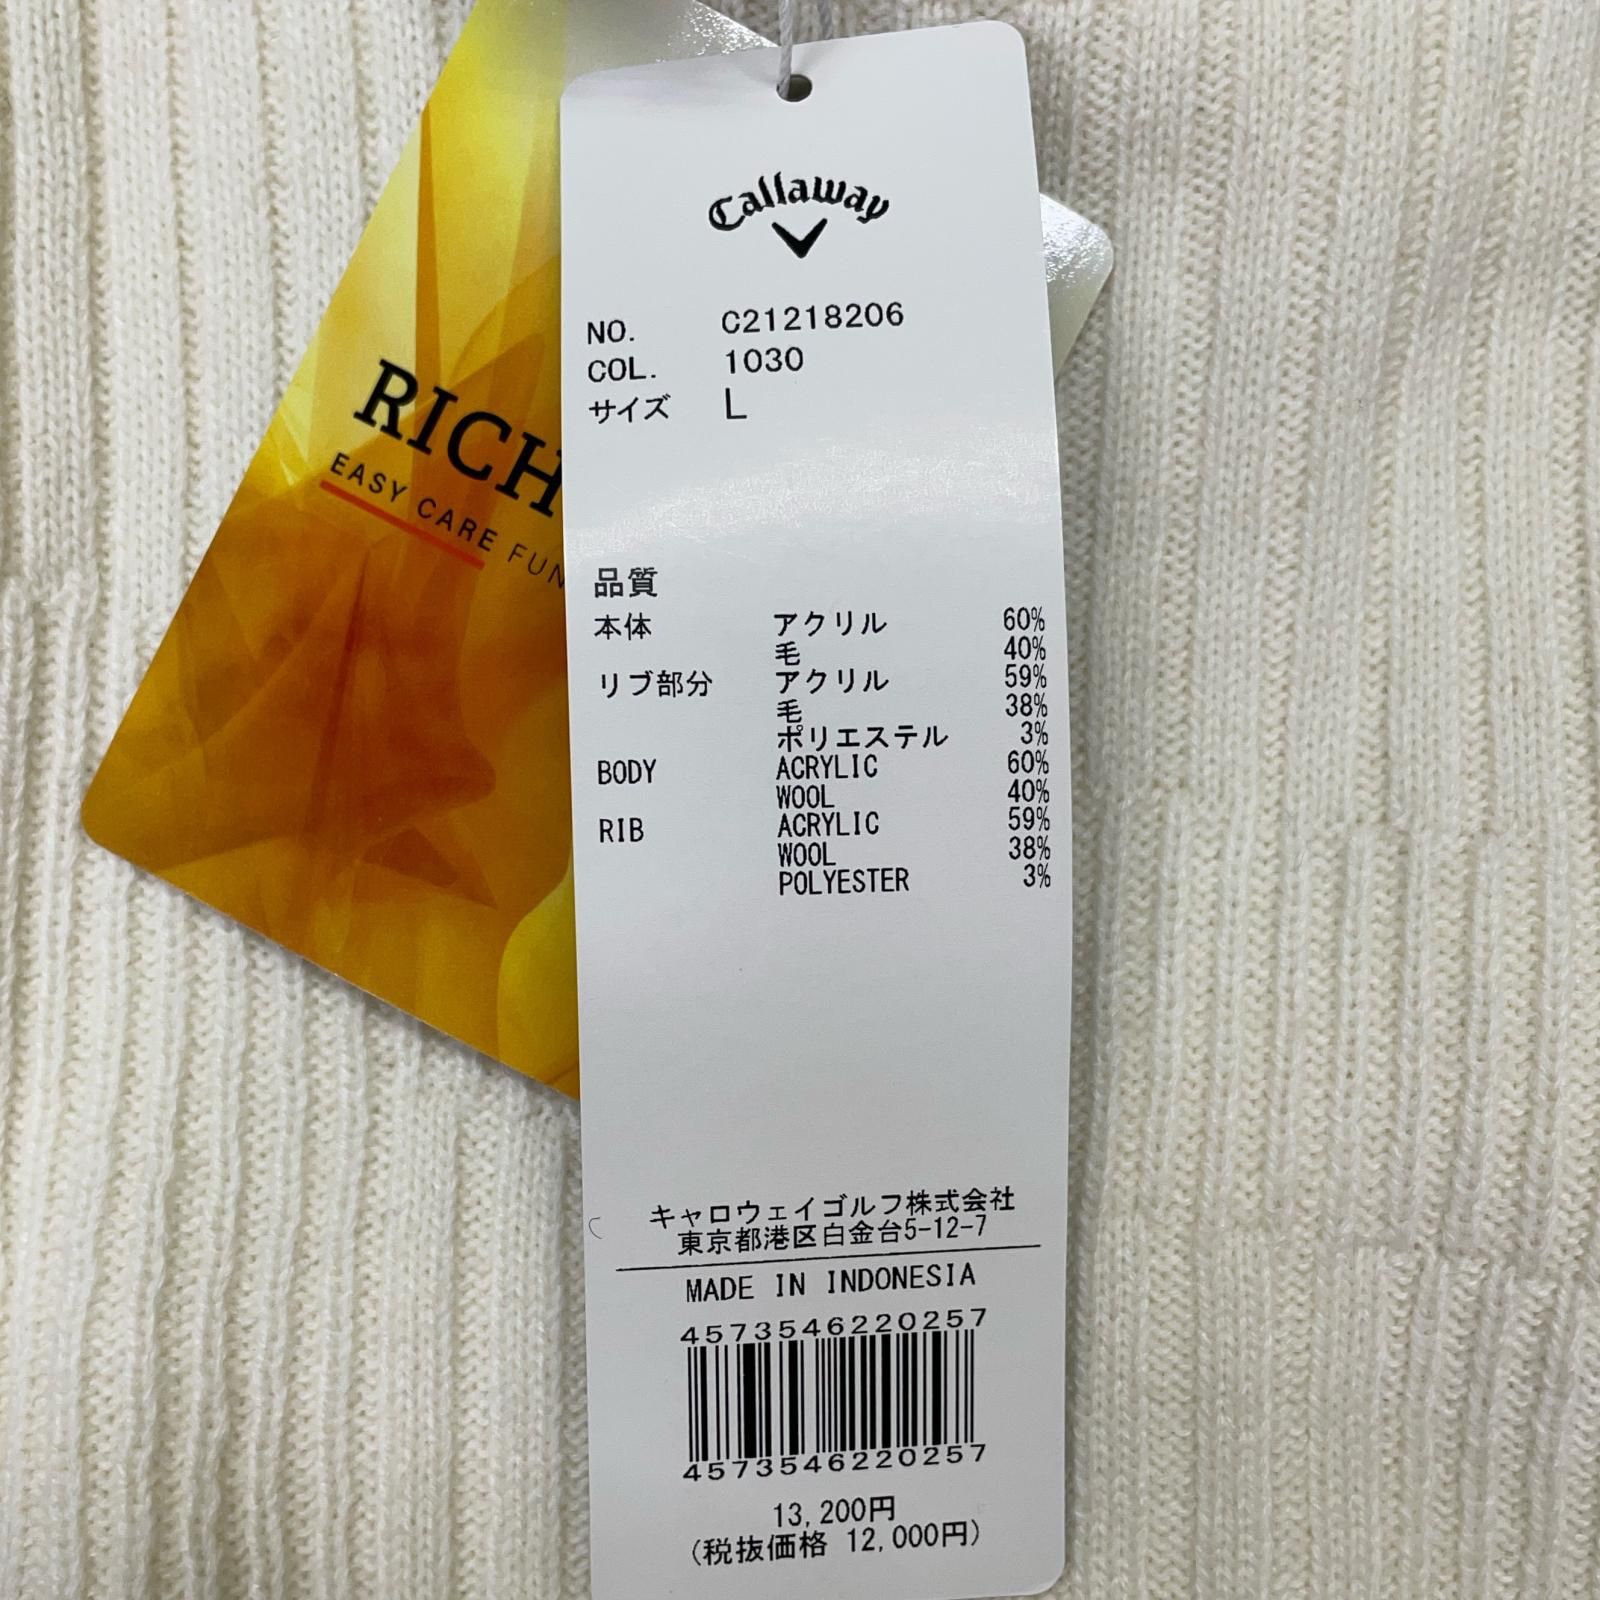 Callaway
NO. C21218206
COL. 1030
サイズ L
品質
本体 アクリル 60%
毛 40%
リブ部分 アクリル 59%
毛 38%
ポリエステル 3%
BODY ACRYLIC 60%
WOOL 40%
RIB ACRYLIC 59%
WOOL 38%
POLYESTER 3%
キャロウェイゴルフ株式会社
東京都港区白金台5-12-7
MADE IN INDONESIA
4573546220257
4573546220257
13,200円
(税抜価格 12,000円)
RICH
EASY CARE FUN